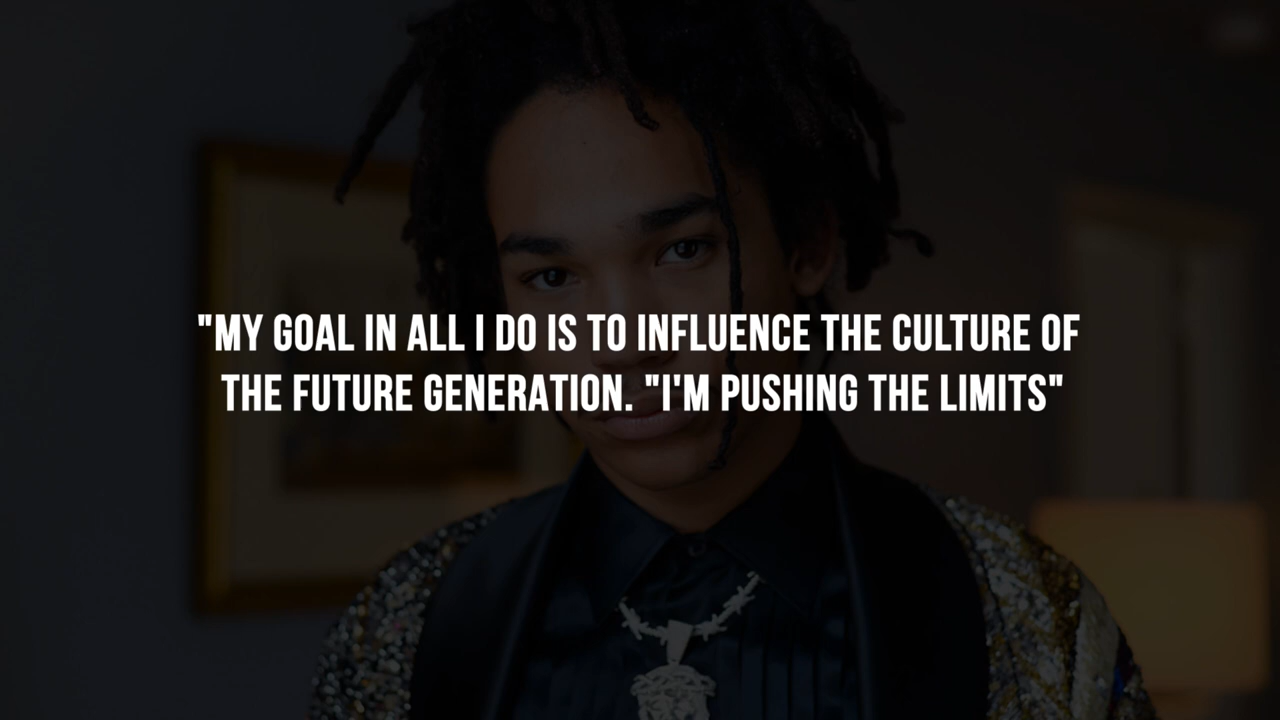 "MY GOAL IN ALL I DO IS TO INFLUENCE THE CULTURE OF
THE FUTURE GENERATION. "I'M PUSHING THE LIMITS"